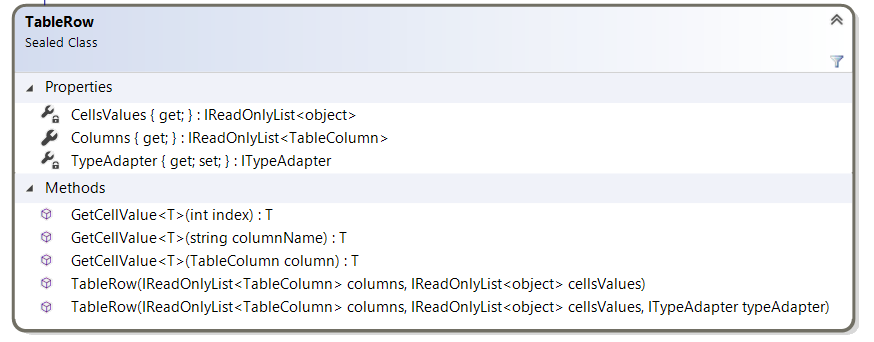 TableRow
Sealed Class
Properties
CellsValues { get; } : IReadOnlyList<object>
Columns { get; } : IReadOnlyList<TableColumn>
TypeAdapter { get; set; } : ITypeAdapter
Methods
GetCellValue<T>(int index) : T
GetCellValue<T>(string columnName) : T
GetCellValue<T>(TableColumn column) : T
TableRow(IReadOnlyList<TableColumn> columns, IReadOnlyList<object> cellsValues)
TableRow(IReadOnlyList<TableColumn> columns, IReadOnlyList<object> cellsValues, ITypeAdapter typeAdapter)